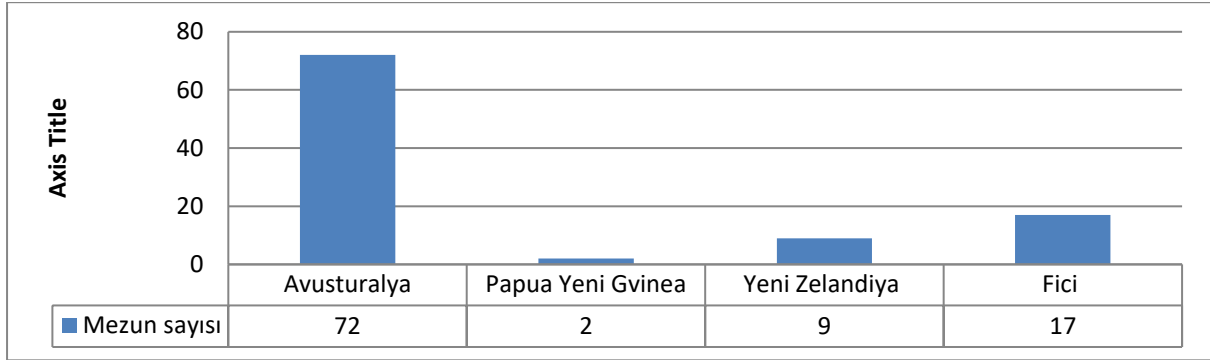 80
60
40
20
0
Axis Title
Avusturalya Papua Yeni Gvinea Yeni Zelandiya Fici
Mezun sayısı 72 2 9 17